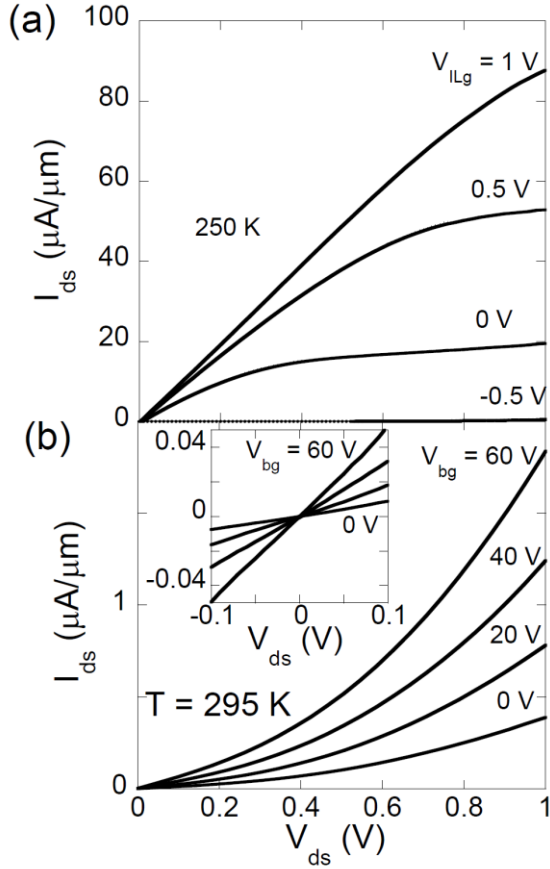 (a)
100
80
60
40
20
0
I_ds (μA/μm)
V_ILg = 1 V
0.5 V
0 V
-0.5 V
250 K
(b)
1
0
I_ds (μA/μm)
V_bg = 60 V
40 V
20 V
0 V
T = 295 K
0.04
0
-0.04
V_bg = 60 V
0 V
-0.1
0
0.1
V_ds (V)
0
0.2
0.4
0.6
0.8
1
V_ds (V)